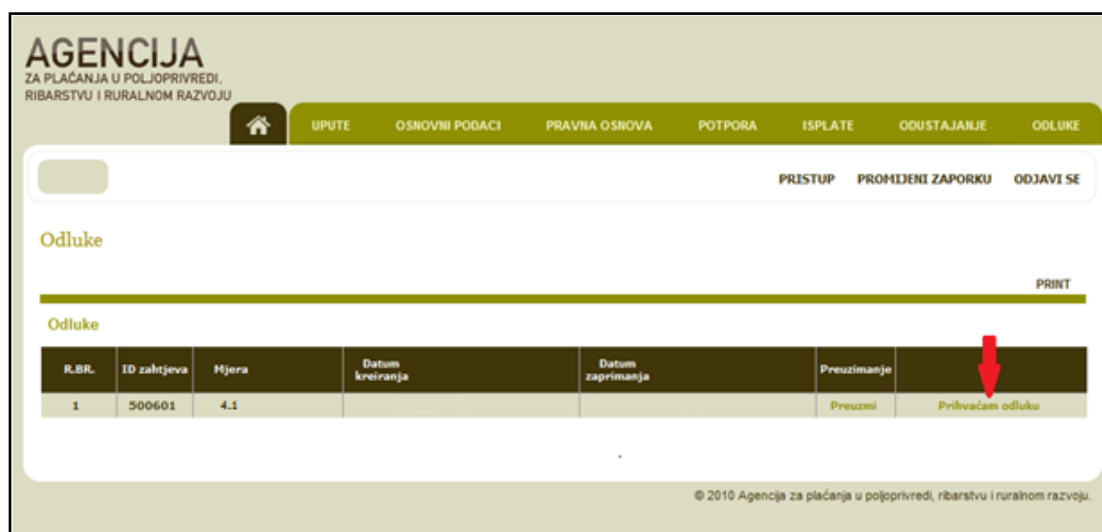 AGENCIJA
ZA PLAĆANJA U POLJOPRIVREDI,
RIBARSTVU I RURALNOM RAZVOJU
UPUTE OSNOVNI PODACI PRAVNA OSNOVA POTPORA ISPLATE ODUSTAJANJE ODLUKE
PRISTUP PROMIJENI ZAPORKU ODJAVI SE
Odluke
PRINT
Odluke
R.BR. ID zahtjeva Mjera Datum kreiranja Datum zaprimanja Preuzimanje
1 500601 4.1 Preuzmi Prihvaćam odluku
© 2010 Agencija za plaćanja u poljoprivredi, ribarstvu i ruralnom razvoju.